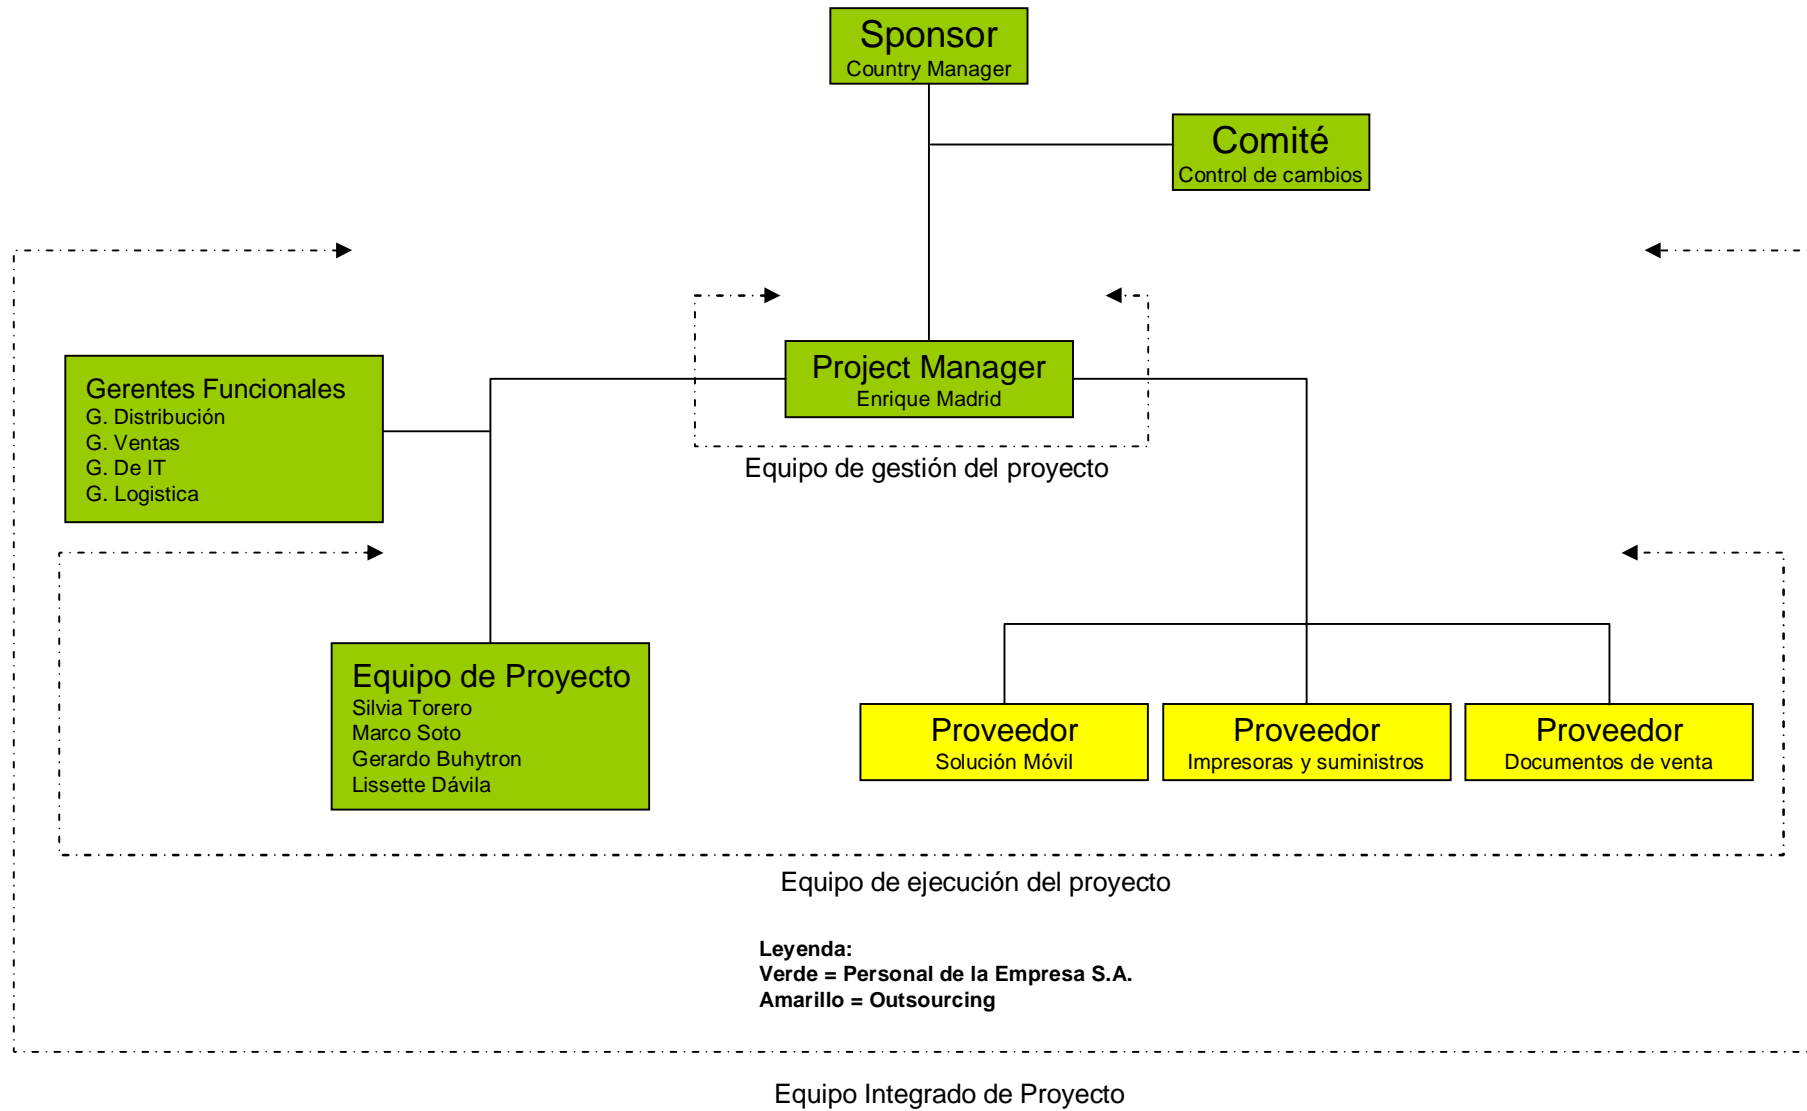 Sponsor
Country Manager
Comité
Control de cambios
Project Manager
Enrique Madrid
Gerentes Funcionales
G. Distribución
G. Ventas
G. De IT
G. Logistica
Equipo de gestión del proyecto
Equipo de Proyecto
Silvia Torero
Marco Soto
Gerardo Buhytron
Lissette Dávila
Proveedor
Solución Móvil
Proveedor
Impresoras y suministros
Proveedor
Documentos de venta
Equipo de ejecución del proyecto
Leyenda:
Verde = Personal de la Empresa S.A.
Amarillo = Outsourcing
Equipo Integrado de Proyecto